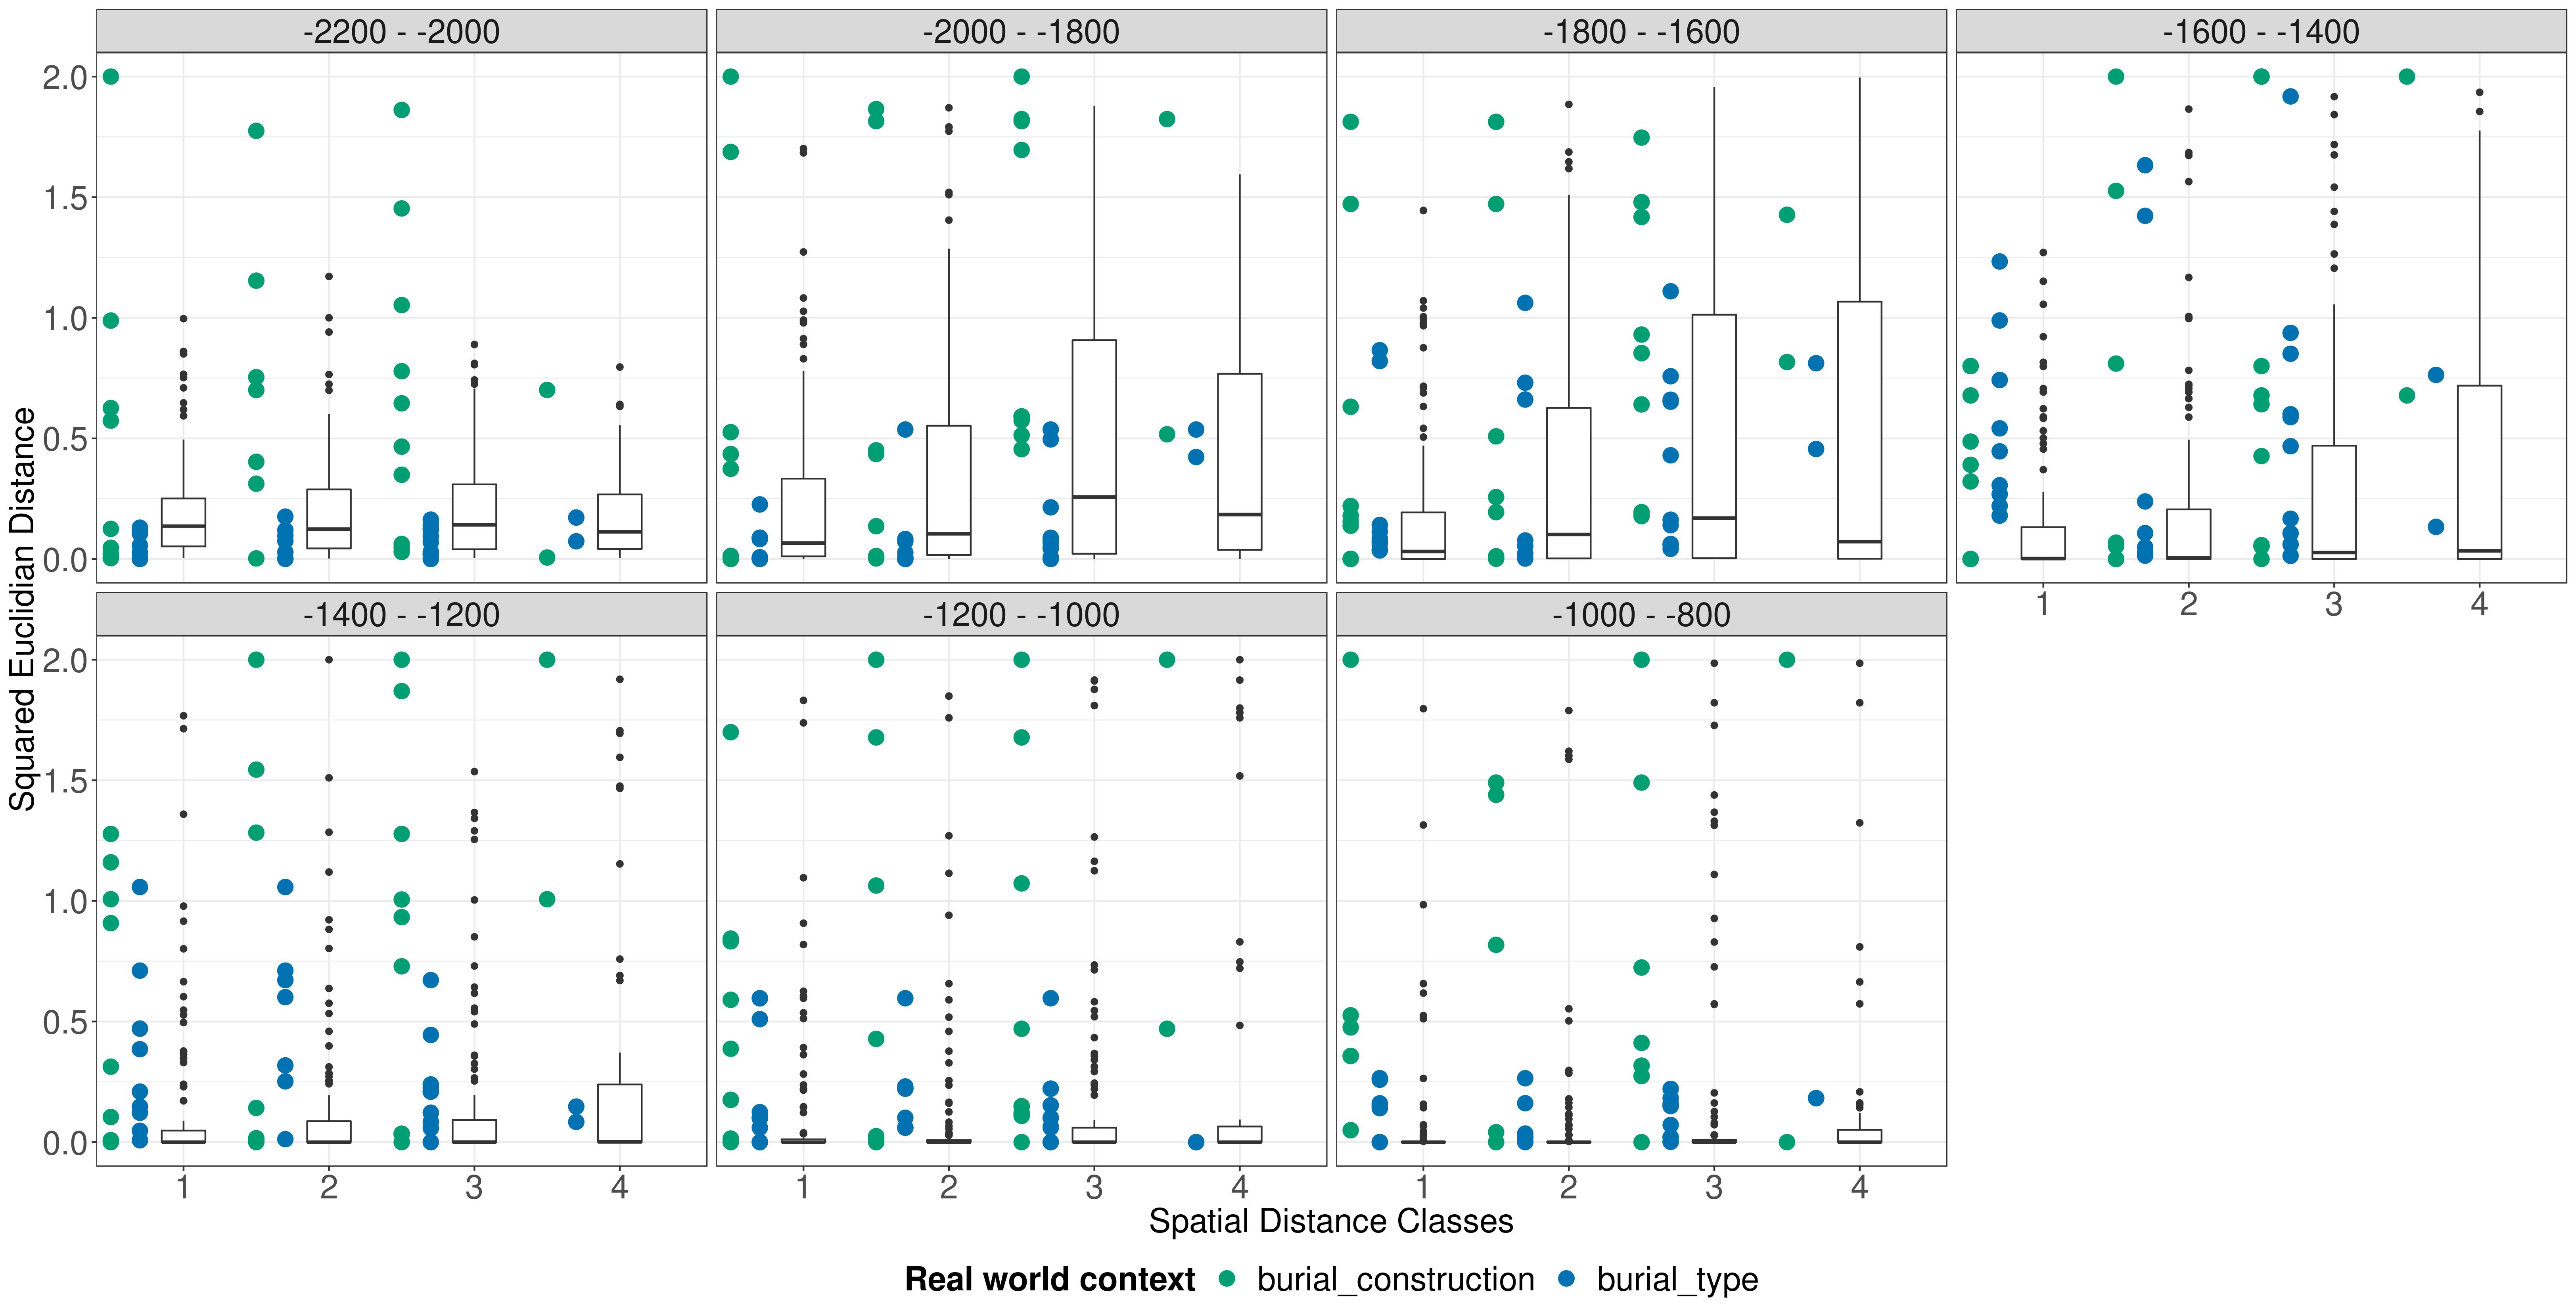 -2200 - -2000
-2000 - -1800
-1800 - -1600
-1600 - -1400
2.0
1.5
1.0
0.5
0.0
1 2 3 4
-1400 - -1200
-1200 - -1000
-1000 - -800
2.0
1.5
1.0
0.5
0.0
1 2 3 4
1 2 3 4
1 2 3 4
Squared Euclidian Distance
Spatial Distance Classes
Real world context burial_construction burial_type